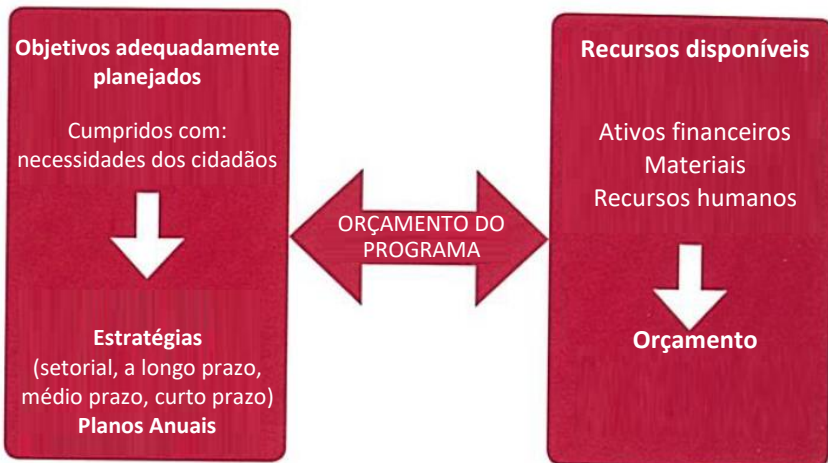 Objetivos adequadamente
planejados
Cumpridos com:
necessidades dos cidadãos
Estratégias
(setorial, a longo prazo,
médio prazo, curto prazo)
Planos Anuais
ORÇAMENTO DO
PROGRAMA
Recursos disponíveis
Ativos financeiros
Materiais
Recursos humanos
Orçamento